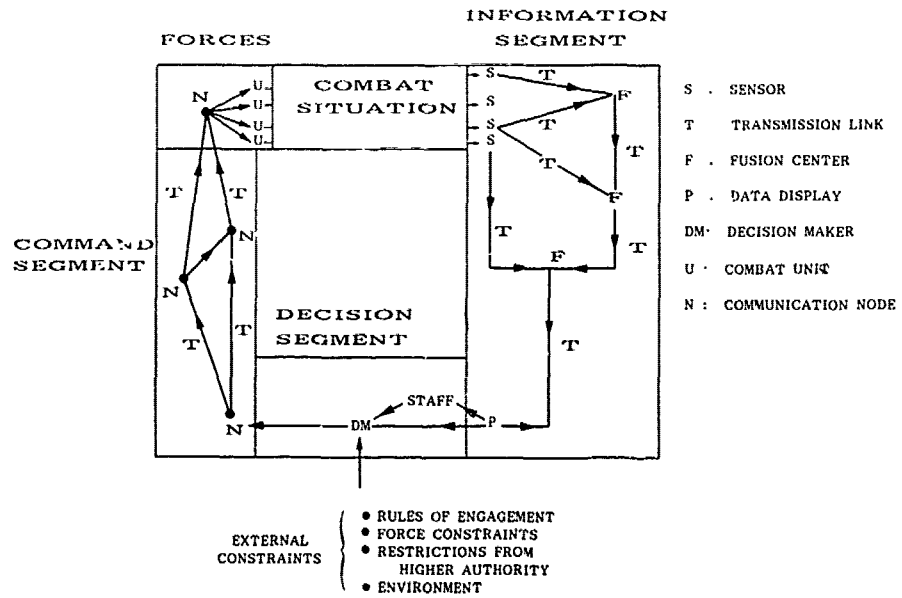 FORCES
INFORMATION
SEGMENT
COMBAT
SITUATION
U
U
U
U
N
S
S
S
S
T
T
T
F
T
F
T
T
F
T
COMMAND
SEGMENT
T
T
N
N
T
T
N
DECISION
SEGMENT
STAFF
DM
P
S . SENSOR
T TRANSMISSION LINK
F . FUSION CENTER
P . DATA DISPLAY
DM· DECISION MAKER
U · COMBAT UNIT
N : COMMUNICATION NODE
EXTERNAL
CONSTRAINTS
● RULES OF ENGAGEMENT
● FORCE CONSTRAINTS
● RESTRICTIONS FROM
HIGHER AUTHORITY
● ENVIRONMENT